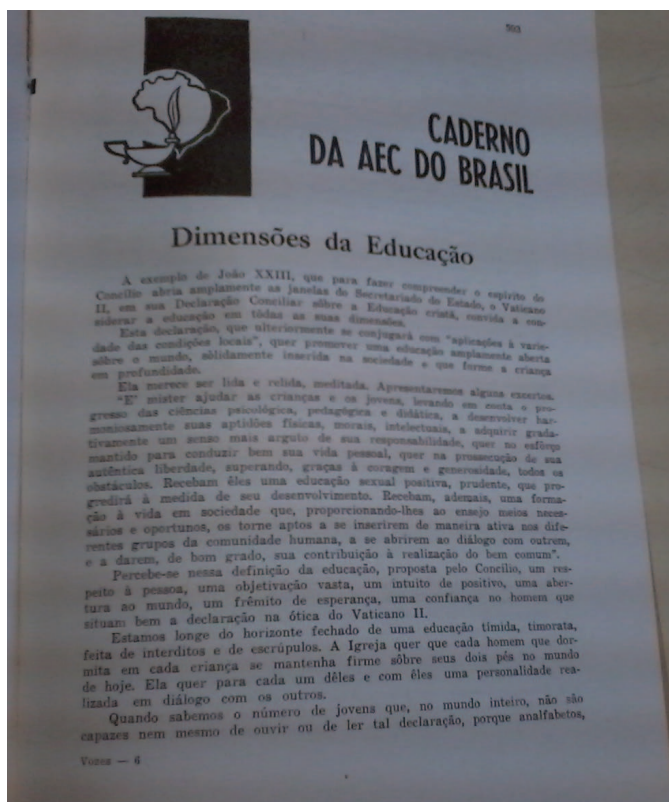 593
CADERNO
DA AEC DO BRASIL
Dimensões da Educação
A exemplo de João XXIII, que para fazer compreender o espírito do
Concílio abria amplamente as janelas do Secretariado do Estado, o Vaticano
II, em sua Declaração Conciliar sôbre a Educação cristã, convida a con-
siderar a educação em tôdas as suas dimensões.
Esta declaração, que ulteriormente se conjugará com "aplicações à varie-
dade das condições locais", quer promover uma educação amplamente aberta
sôbre o mundo, sòlidamente inserida na sociedade e que forme a criança
em profundidade.
Ela merece ser lida e relida, meditada. Apresentaremos alguns excertos.
"E' mister ajudar as crianças e os jovens, levando em conta o pro-
gresso das ciências psicológica, pedagógica e didática, a desenvolver har-
moniosamente suas aptidões físicas, morais, intelectuais, a adquirir grada-
tivamente um senso mais arguto de sua responsabilidade, quer no esfôrço
mantido para conduzir bem sua vida pessoal, quer na prossecução de sua
autêntica liberdade, superando, graças à coragem e generosidade, todos os
obstáculos. Recebam êles uma educação sexual positiva, prudente, que pro-
gredirá à medida de seu desenvolvimento. Recebam, ademais, uma forma-
ção à vida em sociedade que, proporcionando-lhes ao ensejo meios neces-
sários e oportunos, os torne aptos a se inserirem de maneira ativa nos dife-
rentes grupos da comunidade humana, a se abrirem ao diálogo com outrem,
e a darem, de bom grado, sua contribuição à realização do bem comum".
Percebe-se nessa definição da educação, proposta pelo Concílio, um res-
peito à pessoa, uma objetivação vasta, um intuito de positivo, uma aber-
tura ao mundo, um frêmito de esperança, uma confiança no homem que
situam bem a declaração na ótica do Vaticano II.
Estamos longe do horizonte fechado de uma educação tímida, timorata,
feita de interditos e de escrúpulos. A Igreja quer que cada homem que dor-
mita em cada criança se mantenha firme sôbre seus dois pés no mundo
de hoje. Ela quer para cada um dêles e com êles uma personalidade rea-
lizada em diálogo com os outros.
Quando sabemos o número de jovens que, no mundo inteiro, não são
capazes nem mesmo de ouvir ou de ler tal declaração, porque analfabetos,
Vozes — 6